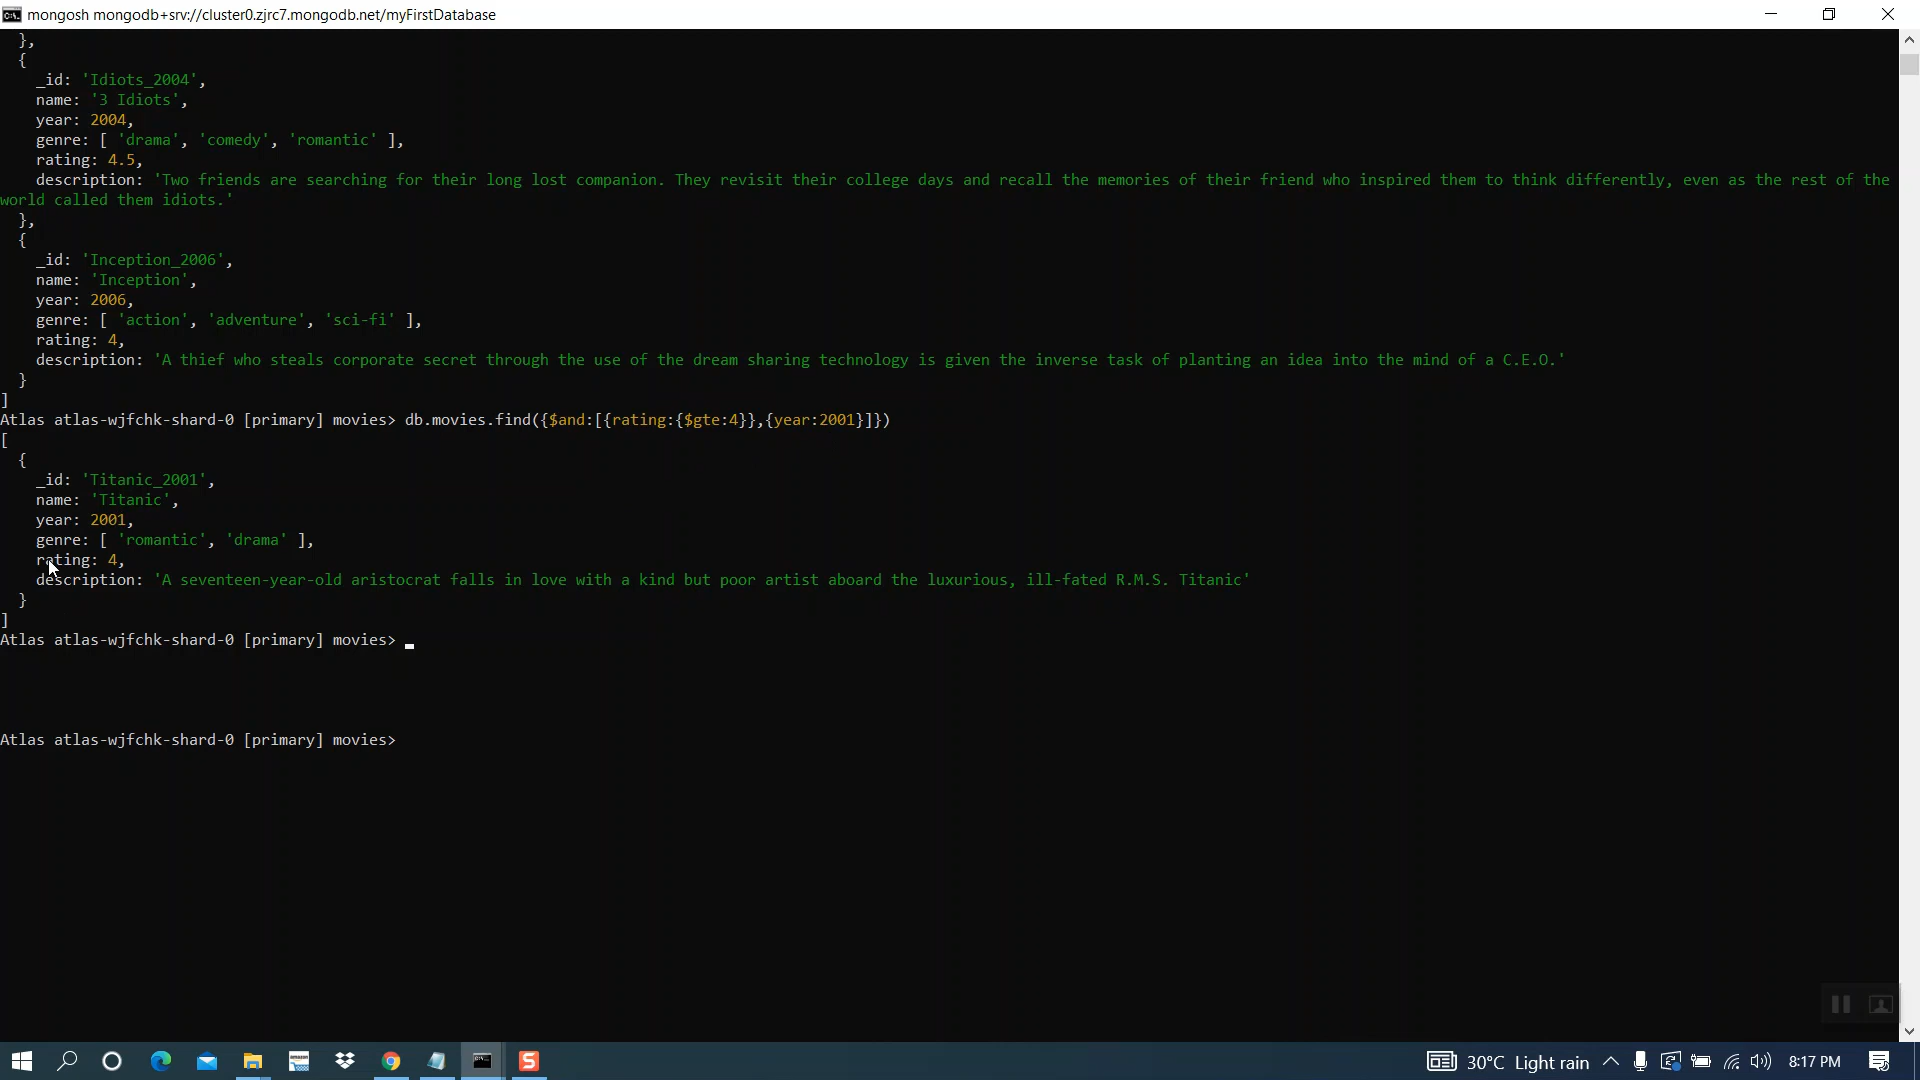 mongosh mongodb+srv://cluster0.zjrc7.mongodb.net/myFirstDatabase
},
{
_id: 'Idiots_2004',
name: '3 Idiots',
year: 2004,
genre: [ 'drama', 'comedy', 'romantic' ],
rating: 4.5,
description: 'Two friends are searching for their long lost companion. They revisit their college days and recall the memories of their friend who inspired them to think differently, even as the rest of the
world called them idiots.'
},
{
_id: 'Inception_2006',
name: 'Inception',
year: 2006,
genre: [ 'action', 'adventure', 'sci-fi' ],
rating: 4,
description: 'A thief who steals corporate secret through the use of the dream sharing technology is given the inverse task of planting an idea into the mind of a C.E.O.'
}
]
Atlas atlas-wjfchk-shard-0 [primary] movies> db.movies.find({$and:[{rating:{$gte:4}},{year:2001}]})
[
{
_id: 'Titanic_2001',
name: 'Titanic',
year: 2001,
genre: [ 'romantic', 'drama' ],
rating: 4,
description: 'A seventeen-year-old aristocrat falls in love with a kind but poor artist aboard the luxurious, ill-fated R.M.S. Titanic'
}
]
Atlas atlas-wjfchk-shard-0 [primary] movies>
Atlas atlas-wjfchk-shard-0 [primary] movies>
30°C Light rain 8:17 PM